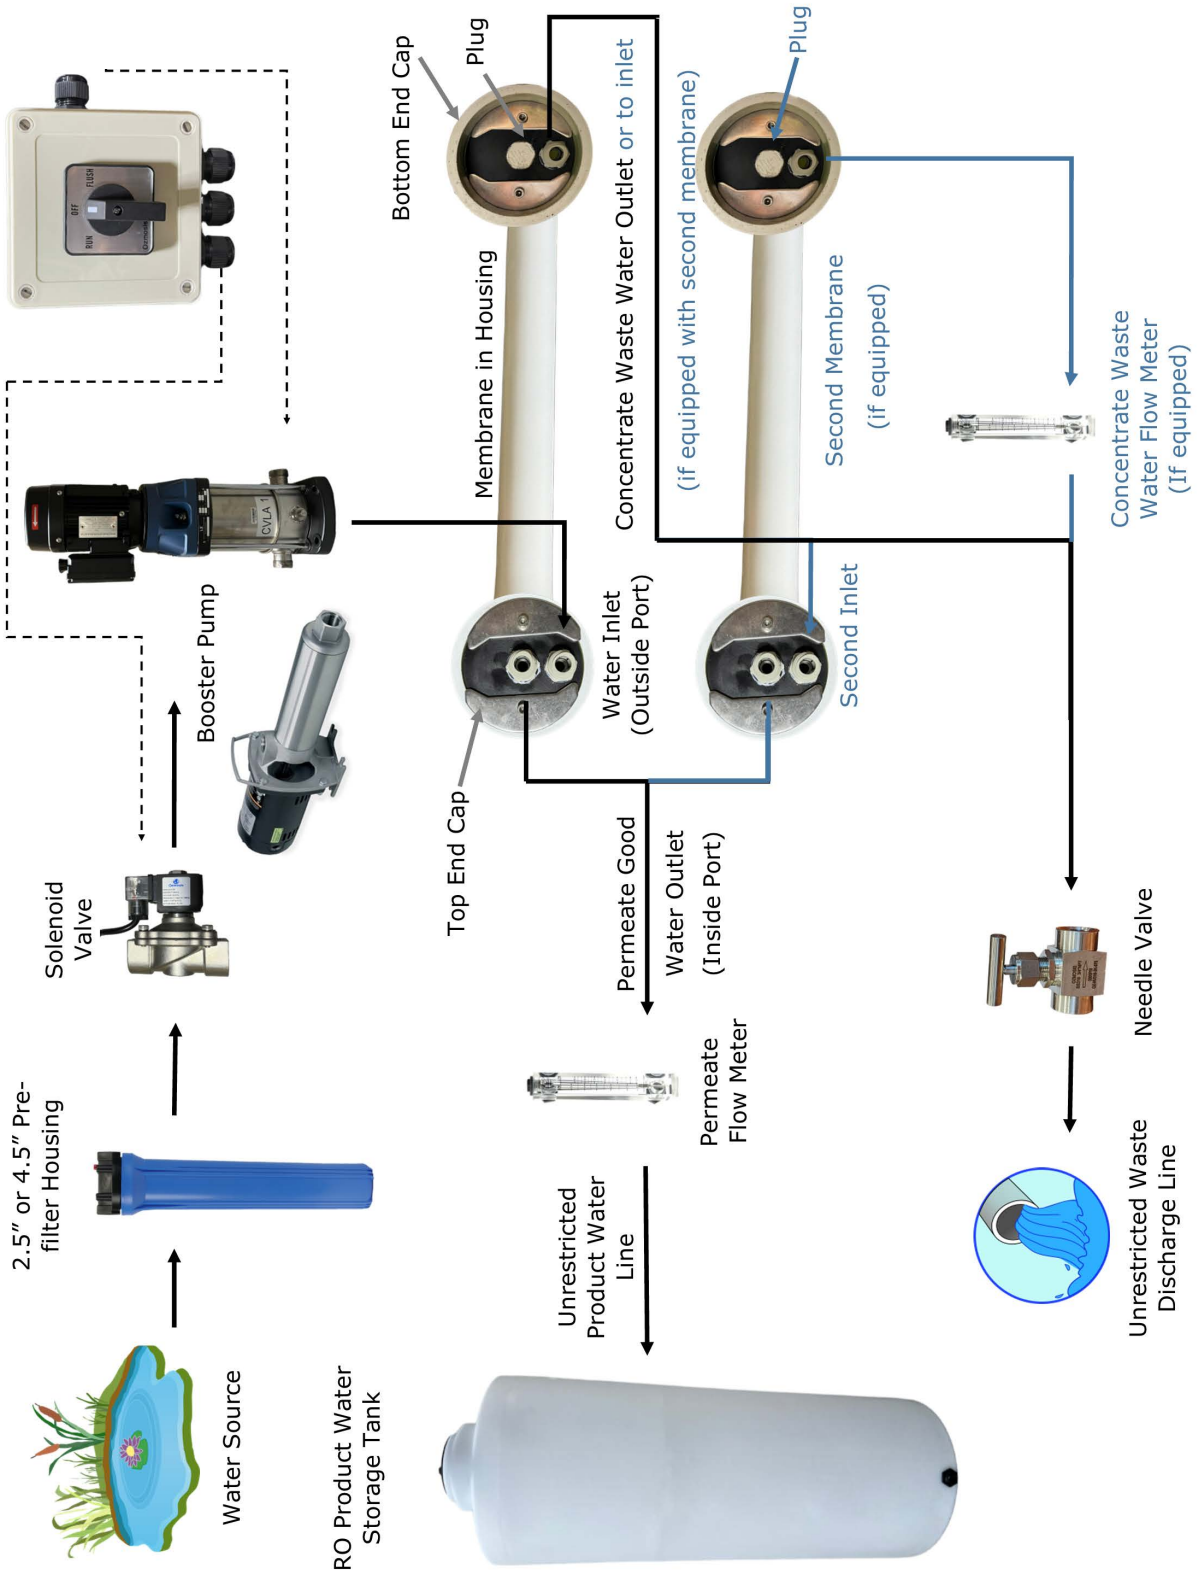 2.5” or 4.5” Pre-
filter Housing
Water Source
Solenoid
Valve
Booster Pump
CVLA 1
RUN
OFF
FLUSH
RO Product Water
Storage Tank
Unrestricted
Product Water
Line
Permeate
Flow Meter
Permeate Good
Water Outlet
(Inside Port)
Top End Cap
Water Inlet
(Outside Port)
Membrane in Housing
Bottom End Cap
Plug
Concentrate Waste Water Outlet or to inlet
(if equipped with second membrane)
Plug
Second Inlet
Second Membrane
(if equipped)
Concentrate Waste
Water Flow Meter
(If equipped)
Needle Valve
Unrestricted Waste
Discharge Line